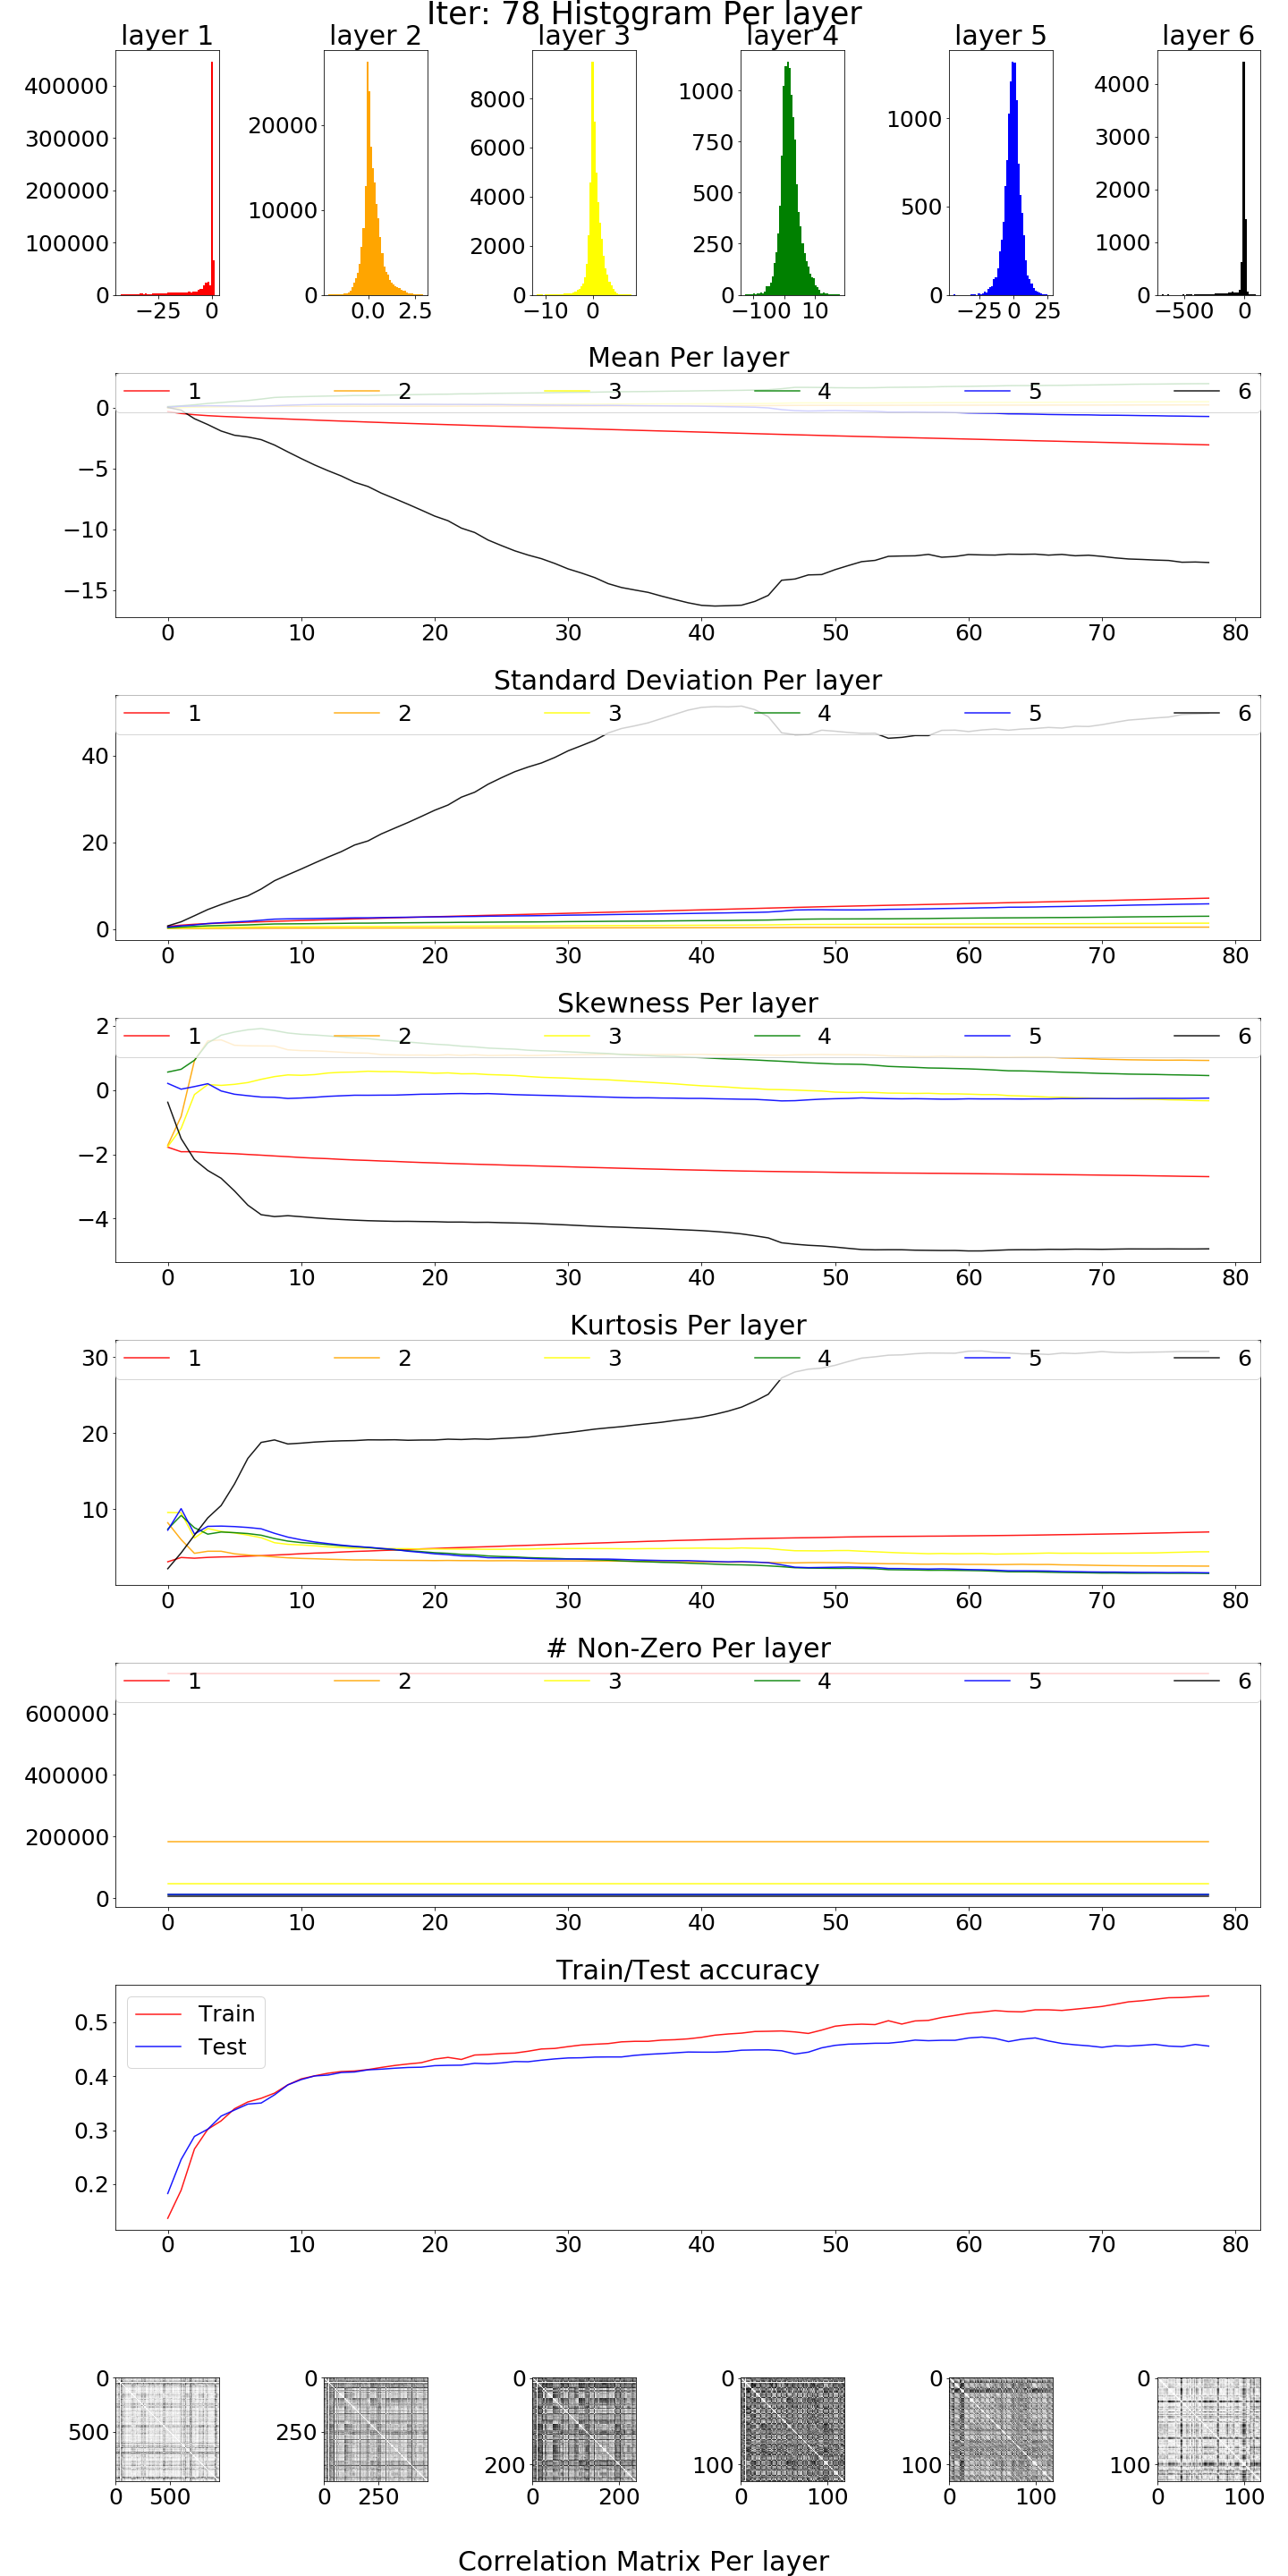 Iter: 78 Histogram Per layer
layer 1 layer 2 layer 3 layer 4 layer 5 layer 6
400000
300000
200000
100000
0
−25 0
20000
10000
0
0.0 2.5
8000
6000
4000
2000
0
−10 0
1000
750
500
250
0
−10 0 10
1000
500
0
−25 0 25
4000
3000
2000
1000
0
−500 0
Mean Per layer
1 2 3 4 5 6
0
−5
−10
−15
0 10 20 30 40 50 60 70 80
Standard Deviation Per layer
1 2 3 4 5 6
40
20
0
0 10 20 30 40 50 60 70 80
Skewness Per layer
1 2 3 4 5 6
2
0
−2
−4
0 10 20 30 40 50 60 70 80
Kurtosis Per layer
1 2 3 4 5 6
30
20
10
0 10 20 30 40 50 60 70 80
# Non-Zero Per layer
1 2 3 4 5 6
600000
400000
200000
0
0 10 20 30 40 50 60 70 80
Train/Test accuracy
Train
Test
0.5
0.4
0.3
0.2
0 10 20 30 40 50 60 70 80
0
500
0 500
0
250
0 250
0
200
0 200
0
100
0 100
0
100
0 100
0
100
0 100
Correlation Matrix Per layer